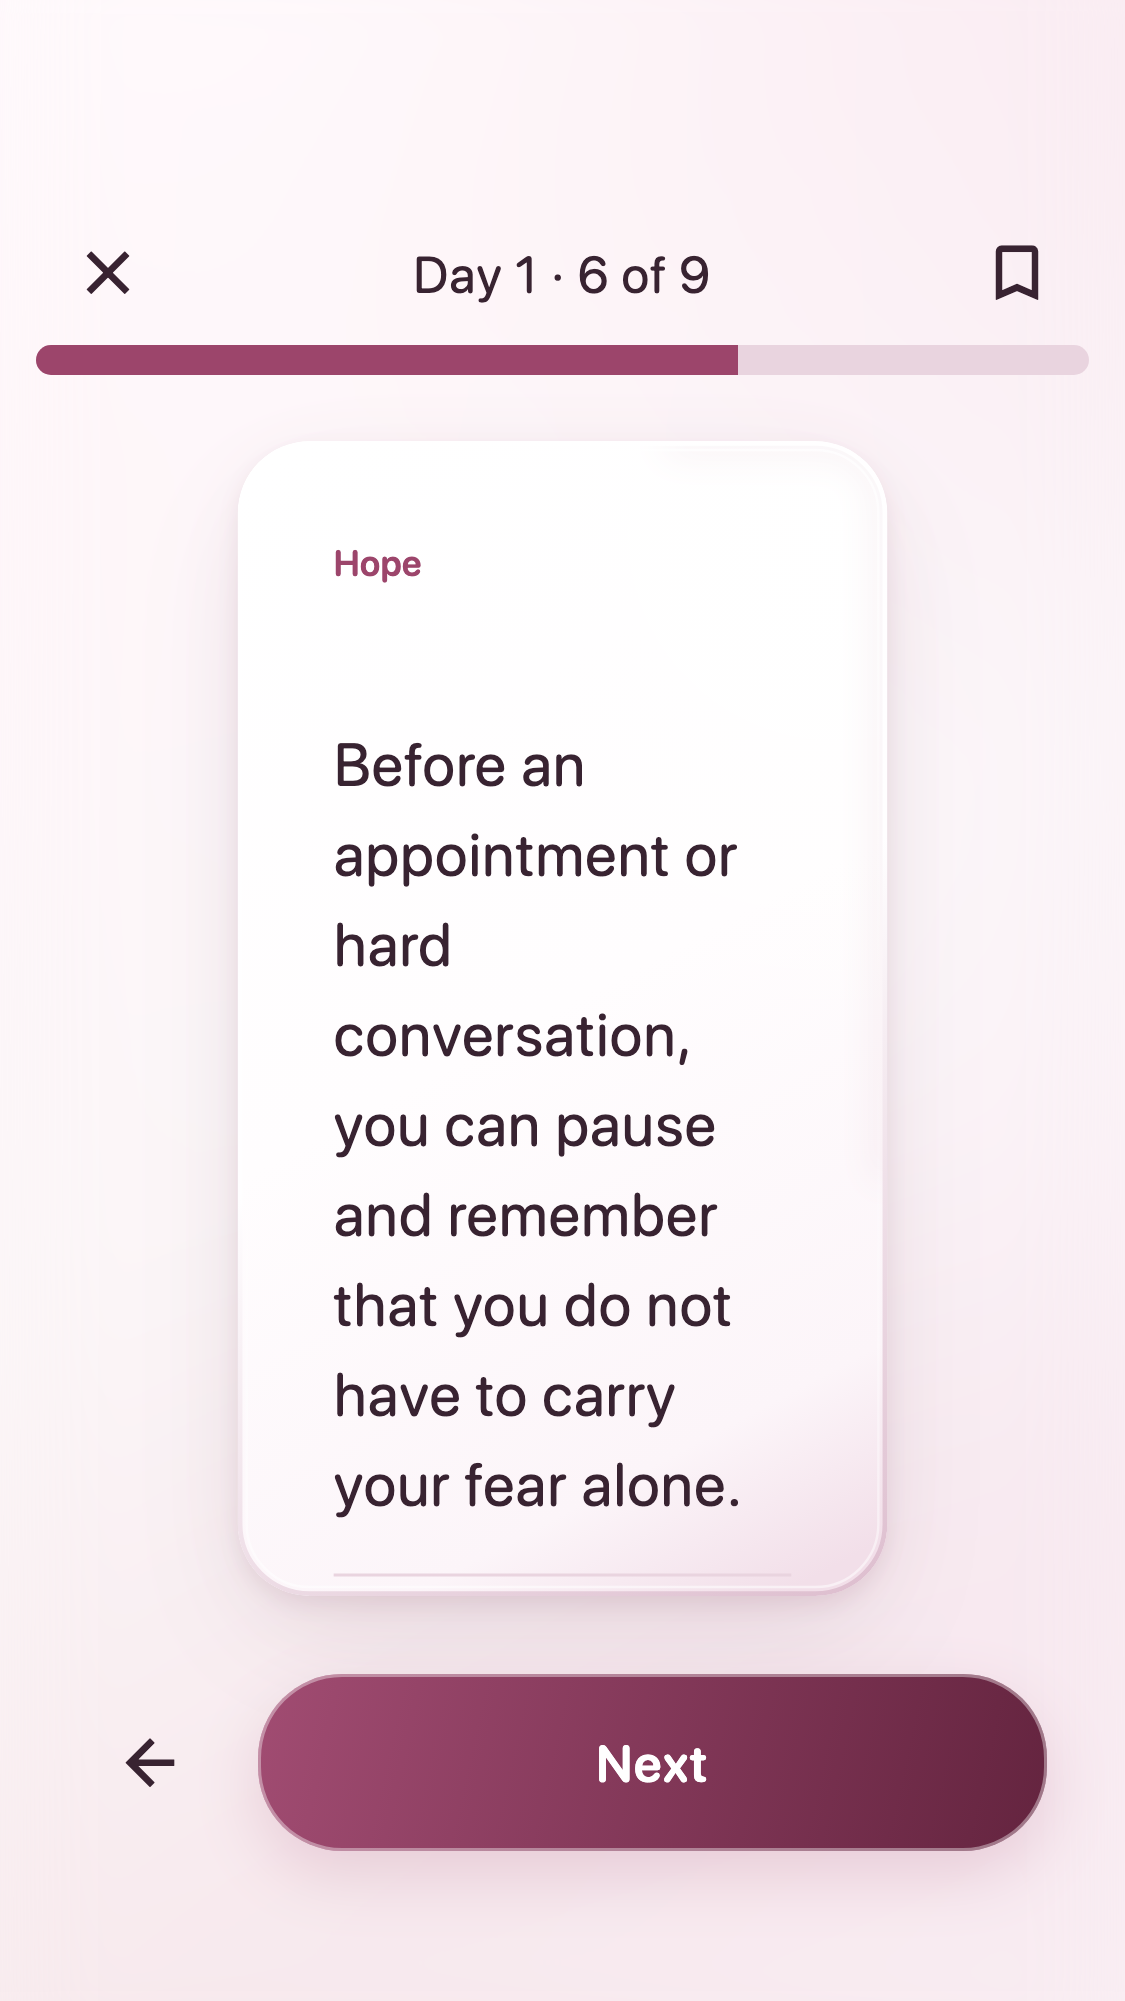 Day 1 · 6 of 9
Hope
Before an
appointment or
hard
conversation,
you can pause
and remember
that you do not
have to carry
your fear alone.
Next